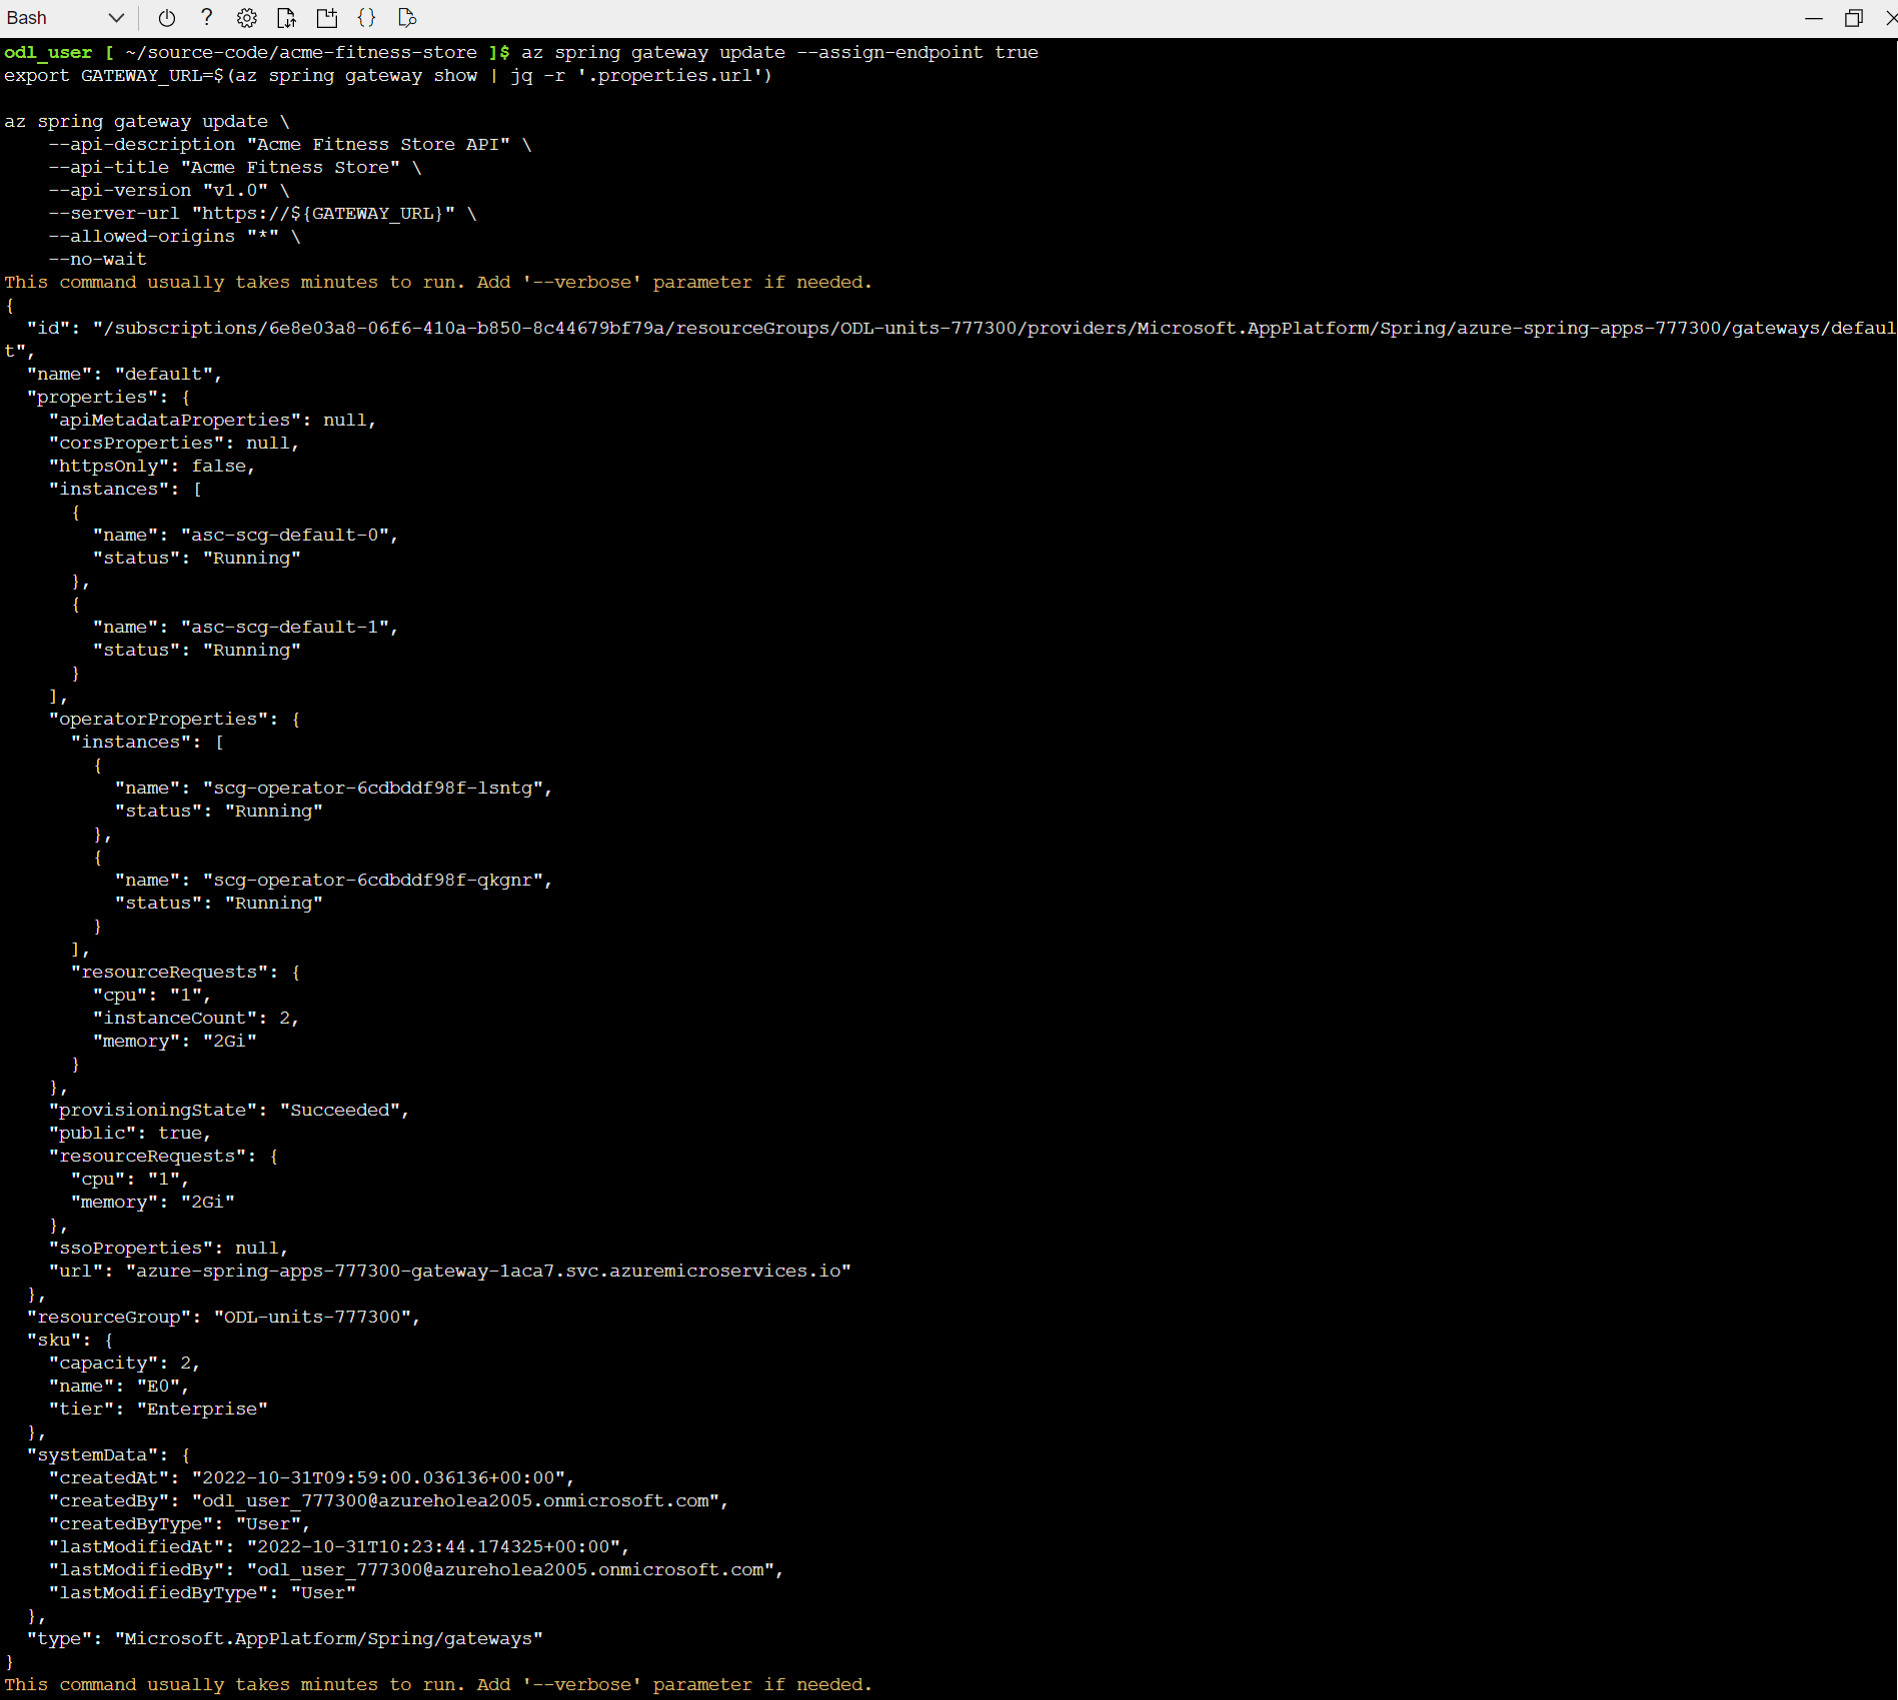 Bash
odl_user [ ~/source-code/acme-fitness-store ]$ az spring gateway update --assign-endpoint true
export GATEWAY_URL=$(az spring gateway show | jq -r '.properties.url')
az spring gateway update \
    --api-description "Acme Fitness Store API" \
    --api-title "Acme Fitness Store" \
    --api-version "v1.0" \
    --server-url "https://${GATEWAY_URL}" \
    --allowed-origins "*" \
    --no-wait
This command usually takes minutes to run. Add '--verbose' parameter if needed.
{
  "id": "/subscriptions/6e8e03a8-06f6-410a-b850-8c44679bf79a/resourceGroups/ODL-units-777300/providers/Microsoft.AppPlatform/Spring/azure-spring-apps-777300/gateways/defaul
t",
  "name": "default",
  "properties": {
    "apiMetadataProperties": null,
    "corsProperties": null,
    "httpsOnly": false,
    "instances": [
      {
        "name": "asc-scg-default-0",
        "status": "Running"
      },
      {
        "name": "asc-scg-default-1",
        "status": "Running"
      }
    ],
    "operatorProperties": {
      "instances": [
        {
          "name": "scg-operator-6cdbddf98f-lsntg",
          "status": "Running"
        },
        {
          "name": "scg-operator-6cdbddf98f-qkgnr",
          "status": "Running"
        }
      ],
      "resourceRequests": {
        "cpu": "1",
        "instanceCount": 2,
        "memory": "2Gi"
      }
    },
    "provisioningState": "Succeeded",
    "public": true,
    "resourceRequests": {
      "cpu": "1",
      "memory": "2Gi"
    },
    "ssoProperties": null,
    "url": "azure-spring-apps-777300-gateway-1aca7.svc.azuremicroservices.io"
  },
  "resourceGroup": "ODL-units-777300",
  "sku": {
    "capacity": 2,
    "name": "E0",
    "tier": "Enterprise"
  },
  "systemData": {
    "createdAt": "2022-10-31T09:59:00.036136+00:00",
    "createdBy": "odl_user_777300@azureholea2005.onmicrosoft.com",
    "createdByType": "User",
    "lastModifiedAt": "2022-10-31T10:23:44.174325+00:00",
    "lastModifiedBy": "odl_user_777300@azureholea2005.onmicrosoft.com",
    "lastModifiedByType": "User"
  },
  "type": "Microsoft.AppPlatform/Spring/gateways"
}
This command usually takes minutes to run. Add '--verbose' parameter if needed.